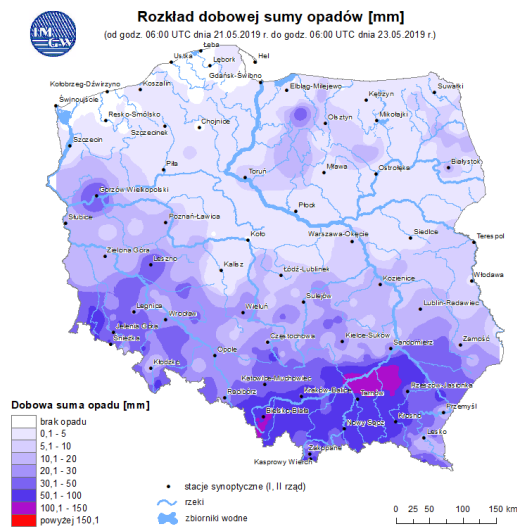 Rozkład dobowej sumy opadów [mm]
(od godz. 06:00 UTC dnia 21.05.2019 r. do godz. 06:00 UTC dnia 23.05.2019 r.)
IM
GW
Łeba
Ustka
Lębork
Hel
Gdańsk-Świbno
Kołobrzeg-Dźwirzyno
Koszalin
Elbląg-Milejewo
Suwałki
Kętrzyn
Świnoujście
Resko-Smólsko
Chojnice
Olsztyn
Mikołajki
Szczecinek
Szczecin
Piła
Toruń
Mława
Ostrołęka
Białystok
Gorzów Wielkopolski
Płock
Słubice
Poznań-Ławica
Koło
Warszawa-Okęcie
Siedlce
Terespol
Zielona Góra
Leszno
Kalisz
Łódź-Lublinek
Kozienice
Włodawa
Legnica
Wrocław
Wieluń
Sulejów
Lublin-Radawiec
Jelenia Góra
Śnieżka
Opole
Częstochowa
Kielce-Suków
Sandomierz
Zamość
Kłodzko
Katowice-Muchowiec
Racibórz
Kraków-Balice
Tarnów
Rzeszów-Jasionka
Bielsko-Biała
Nowy Sącz
Krosno
Przemyśl
Lesko
Zakopane
Kasprowy Wierch
Dobowa suma opadu [mm]
brak opadu
0,1 - 5
5,1 - 10
10,1 - 20
20,1 - 30
30,1 - 50
50,1 - 100
100,1 - 150
powyżej 150,1
stacje synoptyczne (I, II rząd)
rzeki
zbiorniki wodne
0 25 50 100 150 km